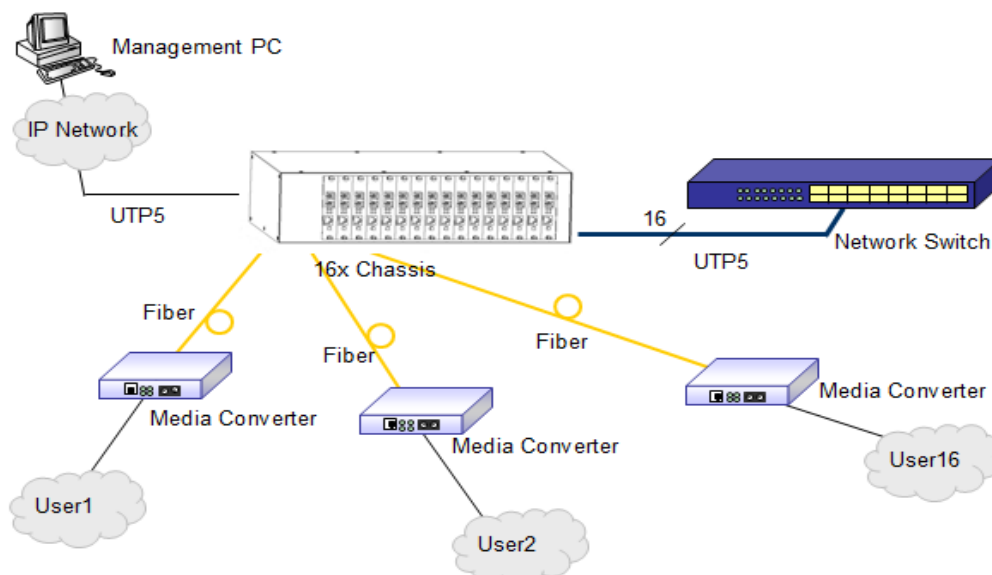 Management PC
IP Network
UTP5
16
UTP5
Network Switch
16x Chassis
Fiber
Fiber
Fiber
Media Converter
Media Converter
Media Converter
User1
User2
User16